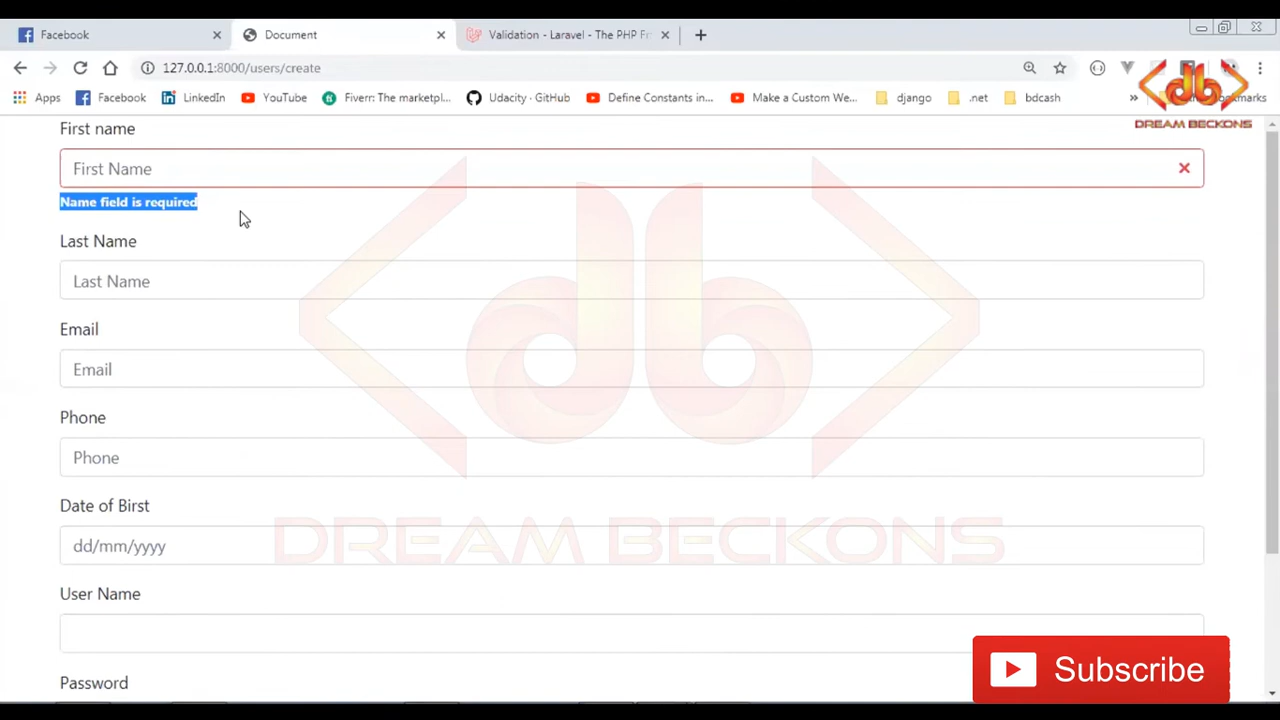 Facebook
Document
Validation - Laravel - The PHP Fr
127.0.0.1:8000/users/create
Apps
Facebook
LinkedIn
YouTube
Fiverr: The marketpl...
Udacity · GitHub
Define Constants in...
Make a Custom We...
django
.net
bdcash
»
db
DREAM BECKONS
First name
First Name
Name field is required
Last Name
Last Name
Email
Email
Phone
Phone
Date of Birst
dd/mm/yyyy
User Name
Password
db
DREAM BECKONS
Subscribe